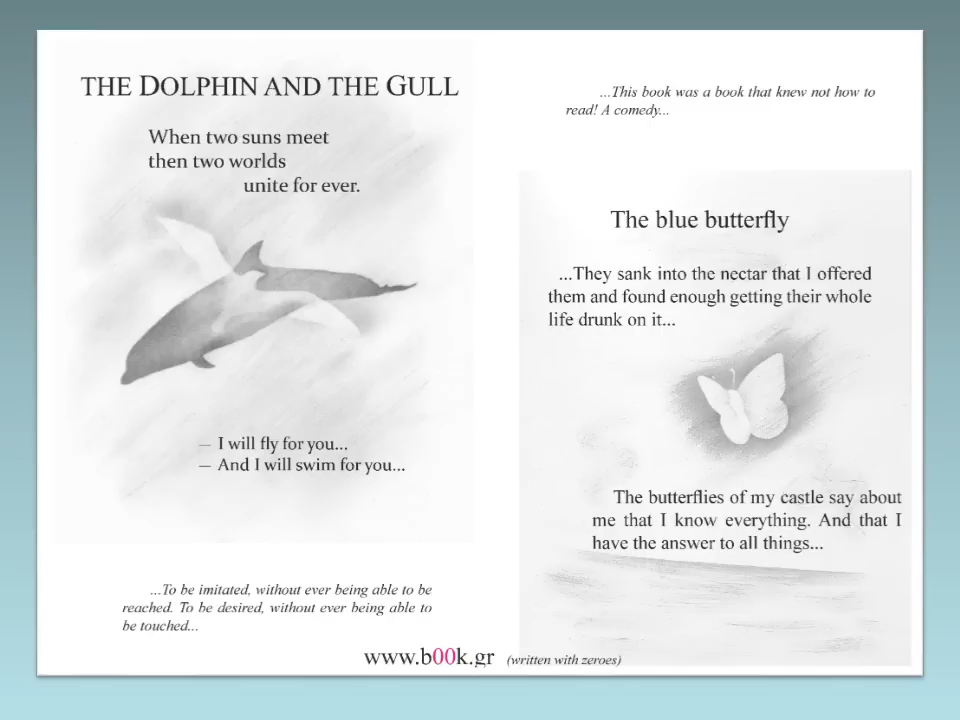 THE DOLPHIN AND THE GULL
When two suns meet
then two worlds
unite for ever.
— I will fly for you...
— And I will swim for you...
...To be imitated, without ever being able to be
reached. To be desired, without ever being able to
be touched...
...This book was a book that knew not how to
read! A comedy...
The blue butterfly
...They sank into the nectar that I offered
them and found enough getting their whole
life drunk on it...
The butterflies of my castle say about
me that I know everything. And that I
have the answer to all things...
www.b00k.gr (written with zeroes)